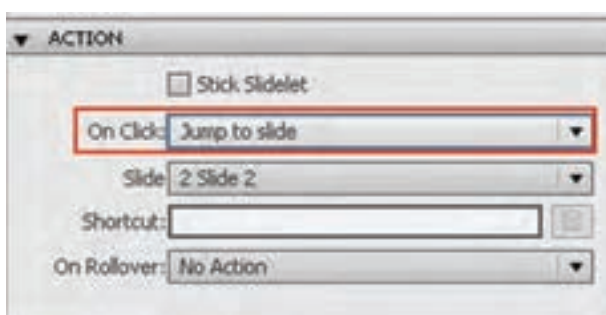 ACTION
Stick Slidelet
On Click: Jump to slide
Slide 2 Slide 2
Shortcut:
On Rollover: No Action